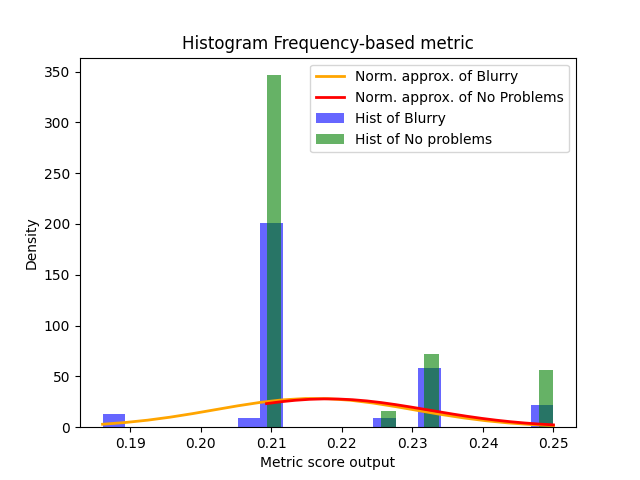 Histogram Frequency-based metric
Norm. approx. of Blurry
Norm. approx. of No Problems
Hist of Blurry
Hist of No problems
350
300
250
200
150
100
50
0
Density
0.19 0.20 0.21 0.22 0.23 0.24 0.25
Metric score output